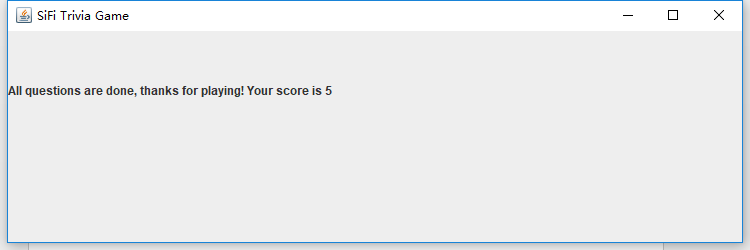 SiFi Trivia Game
All questions are done, thanks for playing! Your score is 5